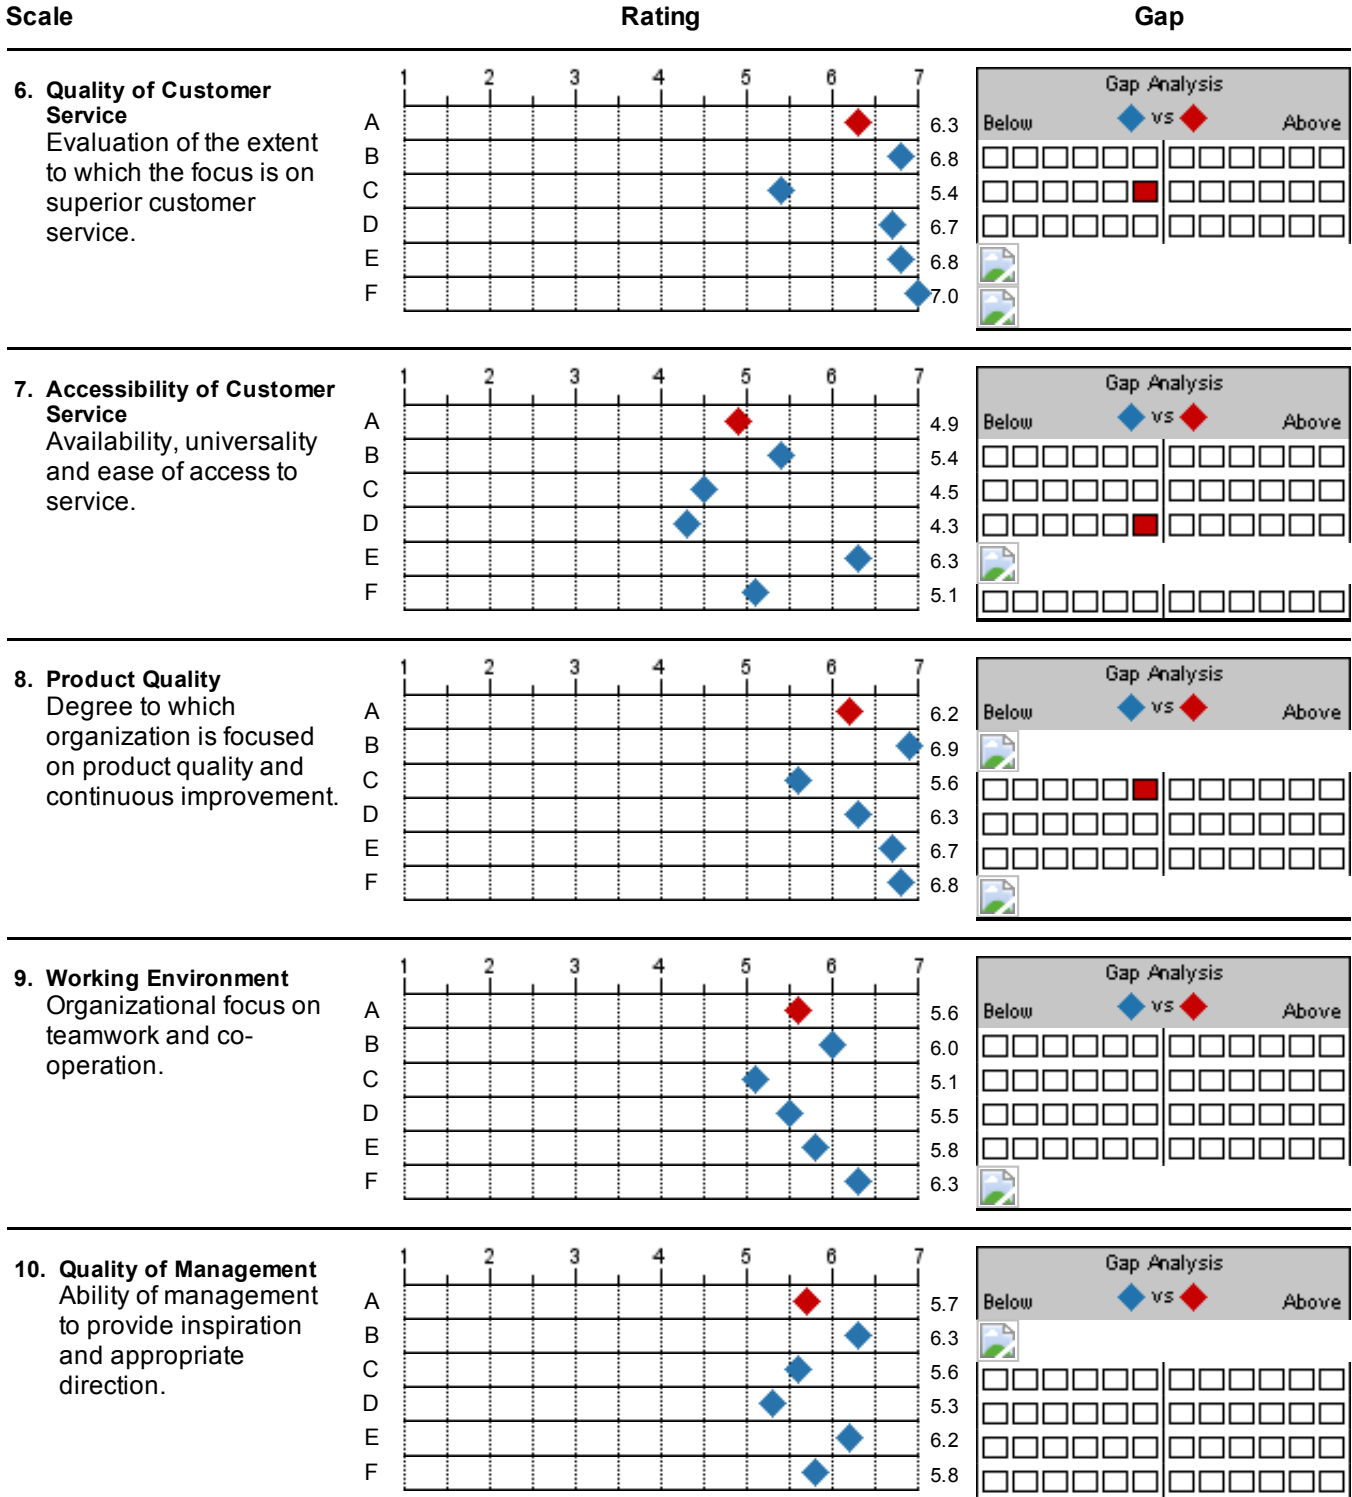 Scale Rating Gap
6. Quality of Customer
Service
Evaluation of the extent
to which the focus is on
superior customer
service.
1 2 3 4 5 6 7
A 6.3
B 6.8
C 5.4
D 6.7
E 6.8
F 7.0
Gap Analysis
Below vs Above
7. Accessibility of Customer
Service
Availability, universality
and ease of access to
service.
1 2 3 4 5 6 7
A 4.9
B 5.4
C 4.5
D 4.3
E 6.3
F 5.1
Gap Analysis
Below vs Above
8. Product Quality
Degree to which
organization is focused
on product quality and
continuous improvement.
1 2 3 4 5 6 7
A 6.2
B 6.9
C 5.6
D 6.3
E 6.7
F 6.8
Gap Analysis
Below vs Above
9. Working Environment
Organizational focus on
teamwork and co-
operation.
1 2 3 4 5 6 7
A 5.6
B 6.0
C 5.1
D 5.5
E 5.8
F 6.3
Gap Analysis
Below vs Above
10. Quality of Management
Ability of management
to provide inspiration
and appropriate
direction.
1 2 3 4 5 6 7
A 5.7
B 6.3
C 5.6
D 5.3
E 6.2
F 5.8
Gap Analysis
Below vs Above